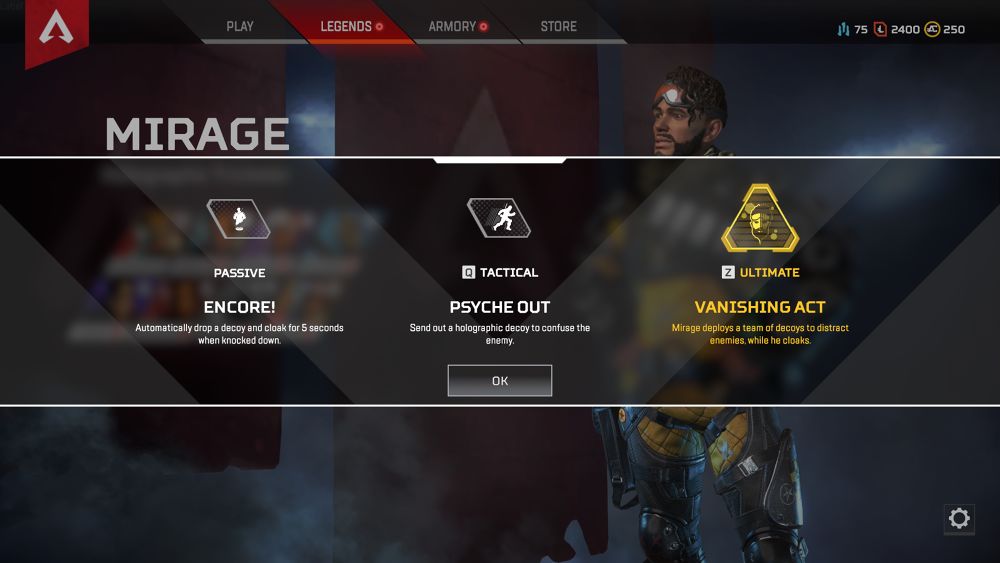 Label
PLAY
LEGENDS
ARMORY
STORE
75
2400
250
MIRAGE
PASSIVE
Q TACTICAL
Z ULTIMATE
ENCORE!
PSYCHE OUT
VANISHING ACT
Automatically drop a decoy and cloak for 5 seconds
when knocked down.
Send out a holographic decoy to confuse the
enemy.
Mirage deploys a team of decoys to distract
enemies, while he cloaks.
OK